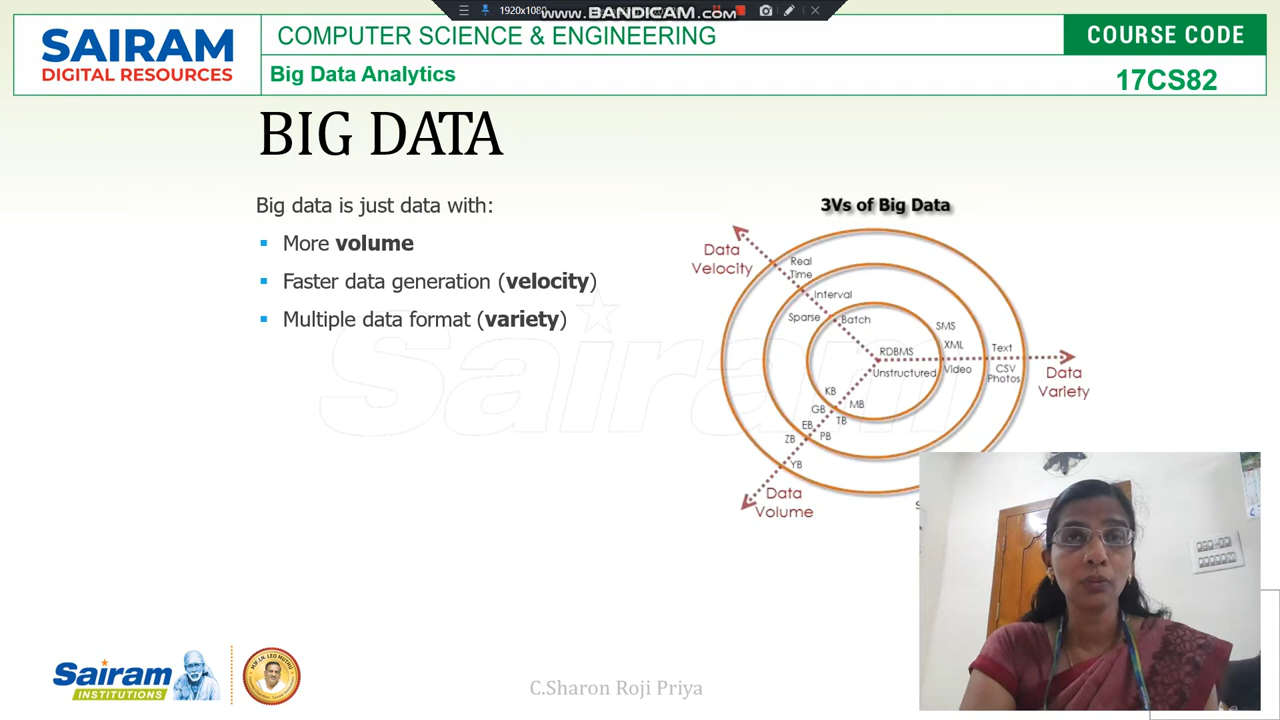 1920x1080
www.BANDICAM.com
SAIRAM
DIGITAL RESOURCES
COMPUTER SCIENCE & ENGINEERING
Big Data Analytics
COURSE CODE
17CS82
BIG DATA
Big data is just data with:
More volume
Faster data generation (velocity)
Multiple data format (variety)
3Vs of Big Data
Data
Velocity
Real
Time
Interval
Sparse
Batch
SMS
RDBMS
XML
Text
Unstructured
Video
CSV
Photos
Data
Variety
KB
GB
MB
EB
TB
ZB
PB
YB
Data
Volume
Sairam
Sairam
INSTITUTIONS
C.Sharon Roji Priya